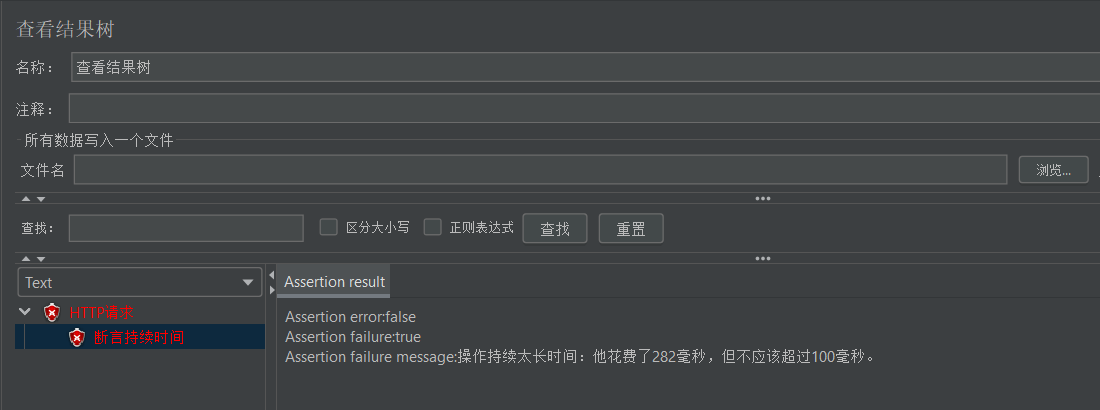 查看结果树
名称： 查看结果树
注释：
所有数据写入一个文件
文件名 浏览...
查找： 区分大小写 正则表达式 查找 重置
Text
Assertion result
HTTP请求
断言持续时间
Assertion error:false
Assertion failure:true
Assertion failure message:操作持续太长时间：他花费了282毫秒，但不应该超过100毫秒。